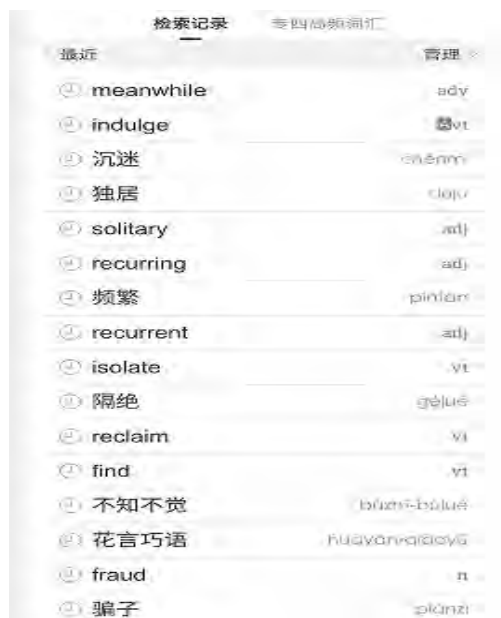 检索记录 专四高频词汇
最近 管理
meanwhile adv
indulge vt
沉迷 chénmí
独居 dújū
solitary adj
recurring adj
频繁 pínfán
recurrent adj
isolate vt
隔绝 géjué
reclaim vt
find vt
不知不觉 bùzhī-bùjué
花言巧语 huāyán-qiǎoyǔ
fraud n
骗子 piànzi